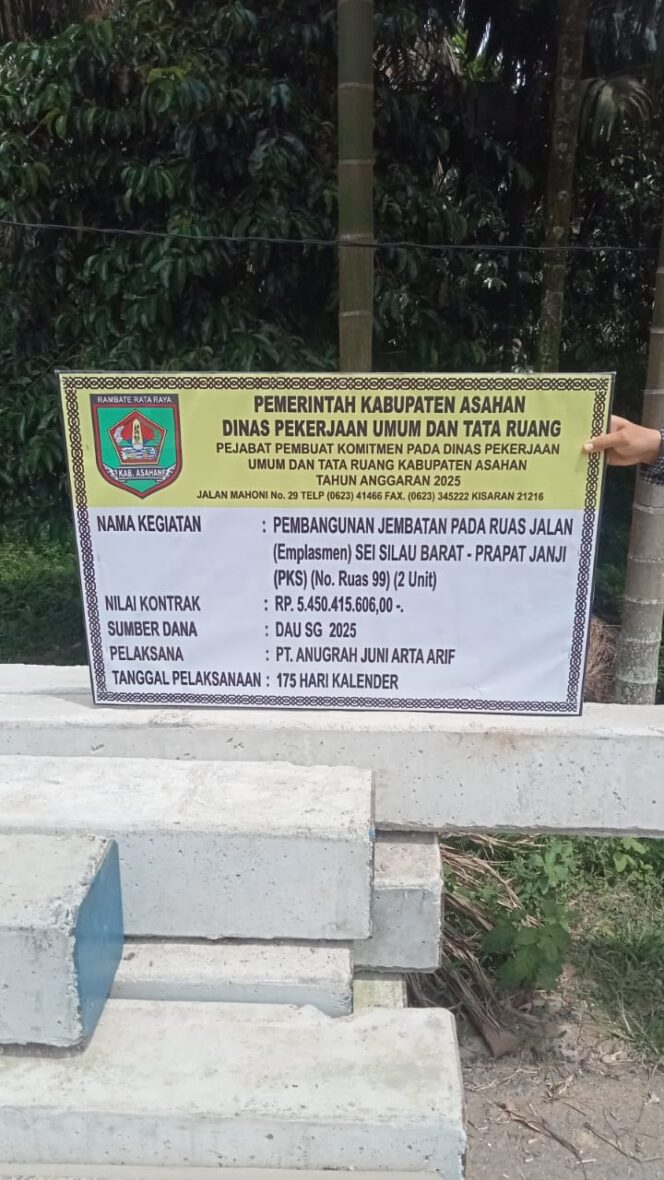 RAMBATE RATA RAYA
KAB. ASAHAN
PEMERINTAH KABUPATEN ASAHAN
DINAS PEKERJAAN UMUM DAN TATA RUANG
PEJABAT PEMBUAT KOMITMEN PADA DINAS PEKERJAAN
UMUM DAN TATA RUANG KABUPATEN ASAHAN
TAHUN ANGGARAN 2025
JALAN MAHONI No. 29 TELP (0623) 41466 FAX. (0623) 345222 KISARAN 21216
NAMA KEGIATAN : PEMBANGUNAN JEMBATAN PADA RUAS JALAN
(Emplasmen) SEI SILAU BARAT - PRAPAT JANJI
(PKS) (No. Ruas 99) (2 Unit)
NILAI KONTRAK : RP. 5.450.415.606,00 -.
SUMBER DANA : DAU SG 2025
PELAKSANA : PT. ANUGRAH JUNI ARTA ARIF
TANGGAL PELAKSANAAN : 175 HARI KALENDER